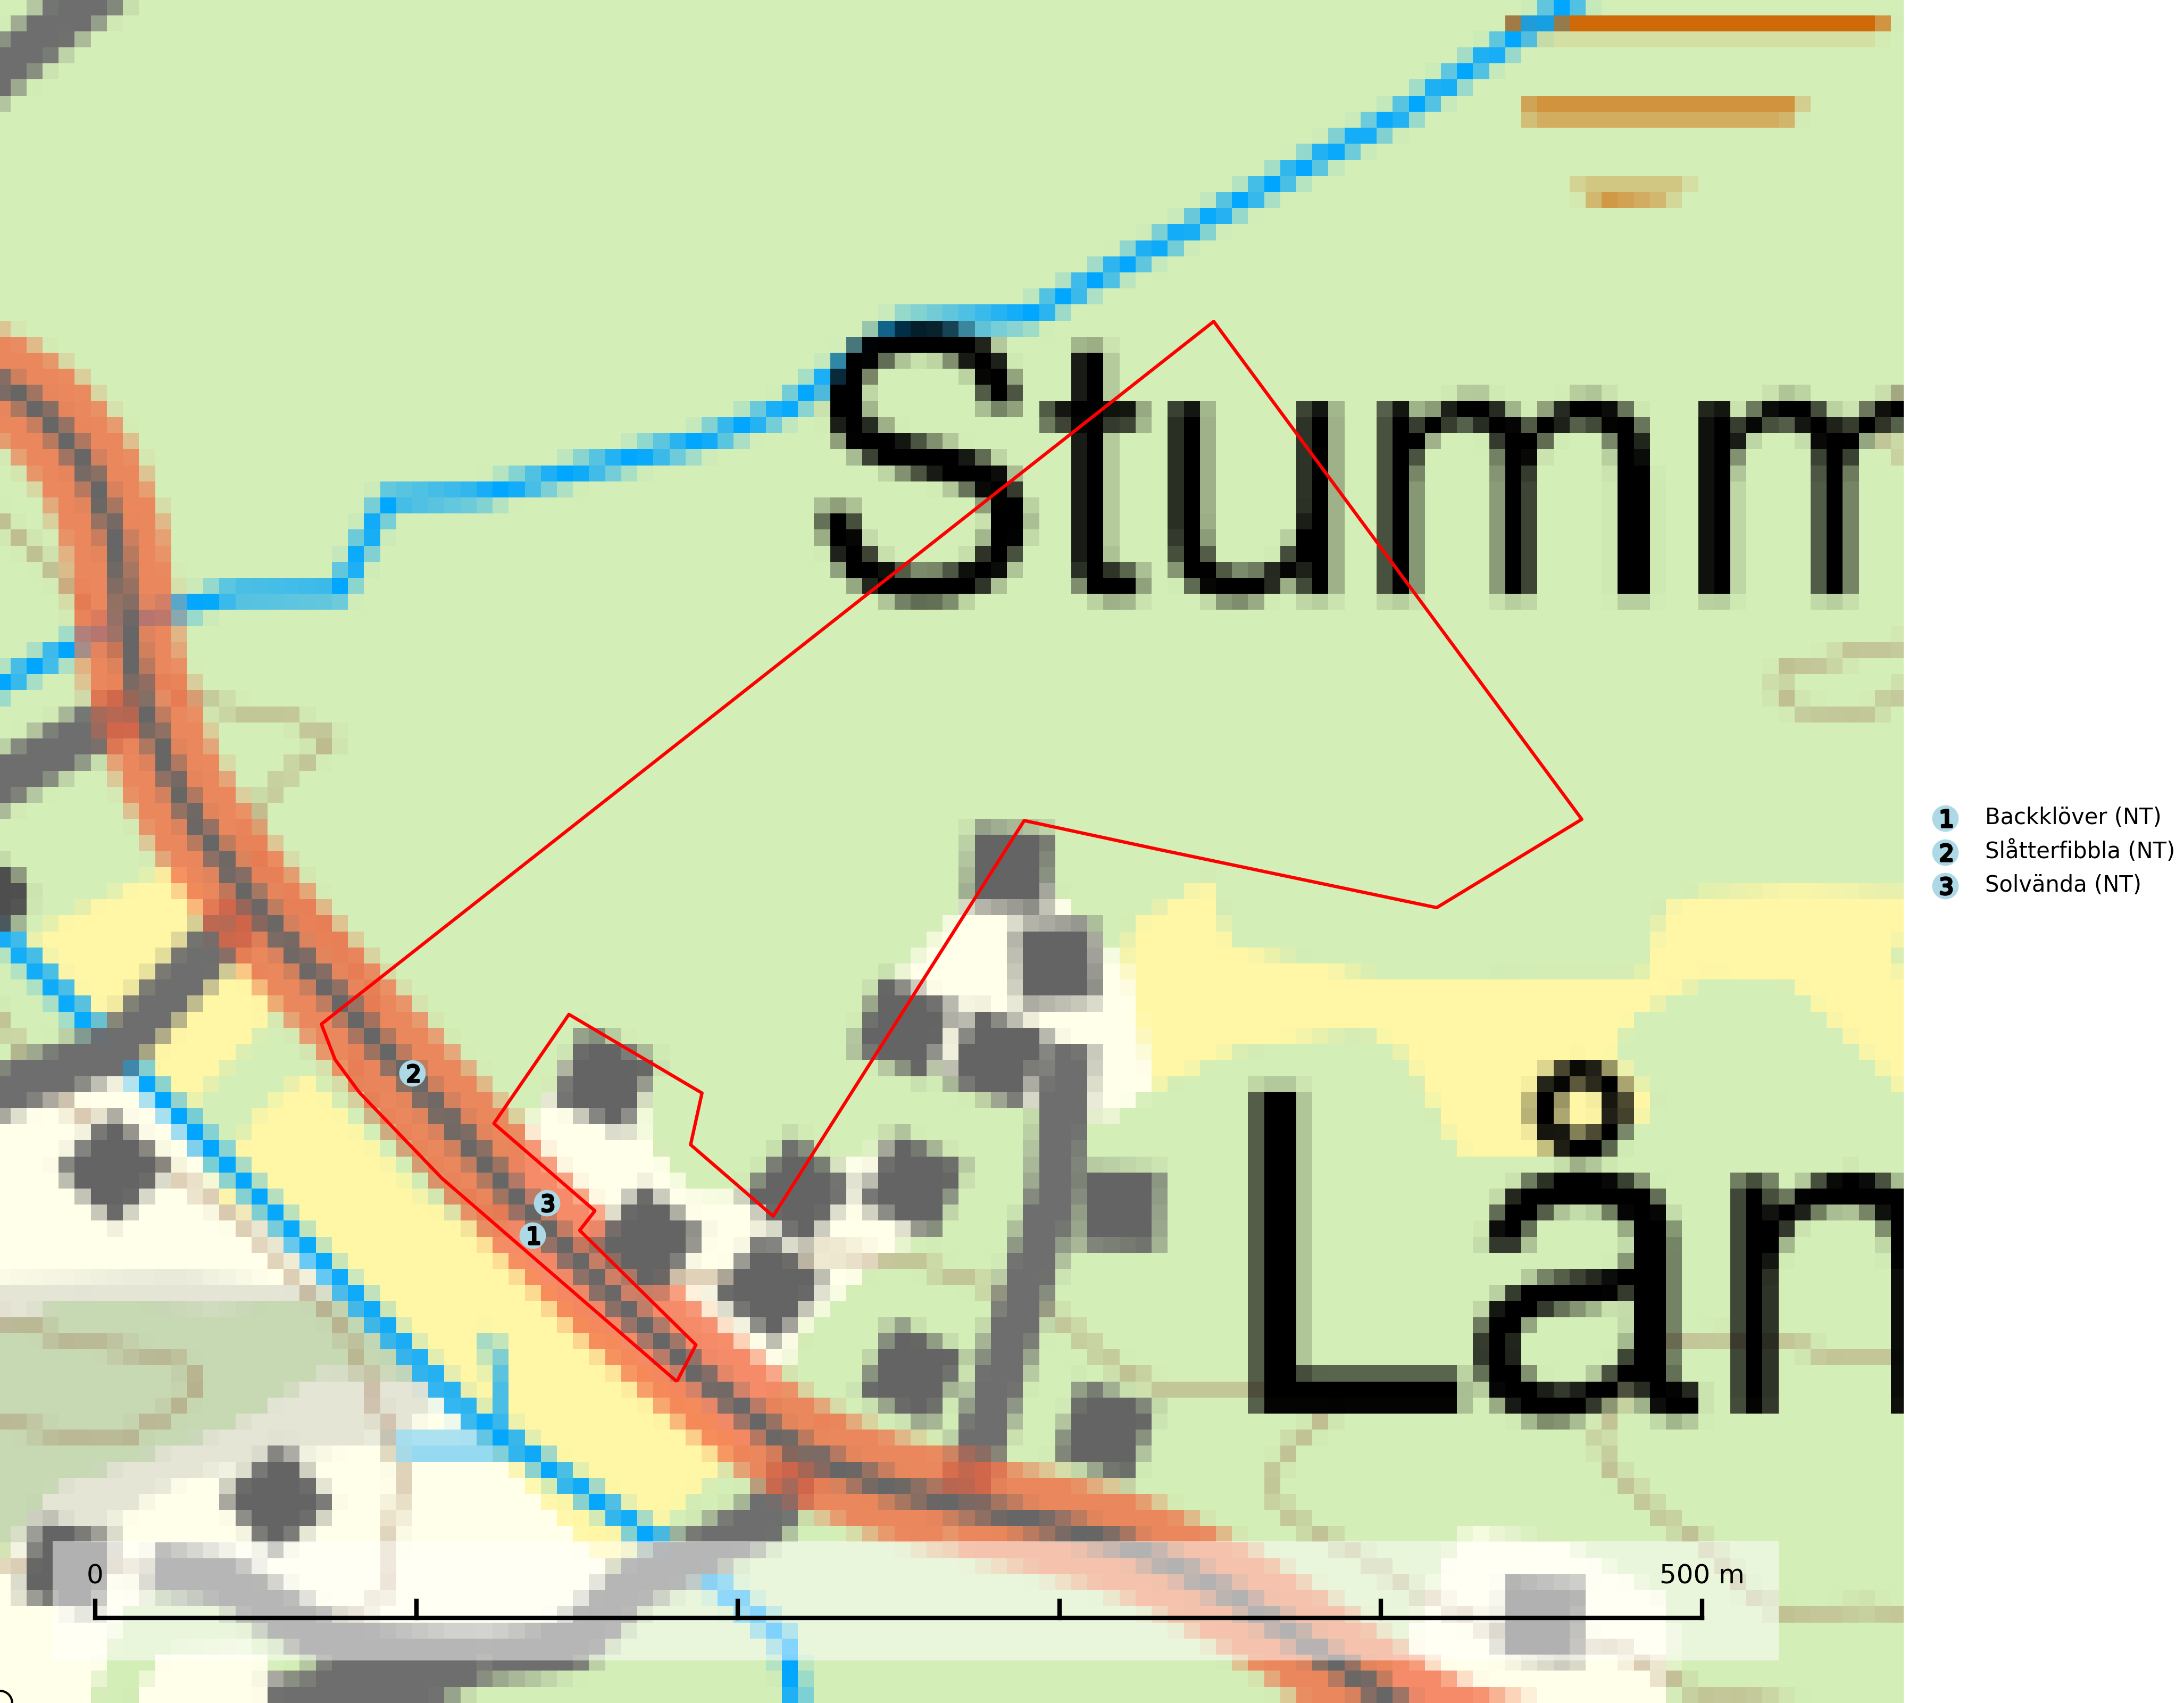 Stumm
Lån
1 Backklöver (NT)
2 Slåtterfibbla (NT)
3 Solvända (NT)
2
3
1
0 500 m